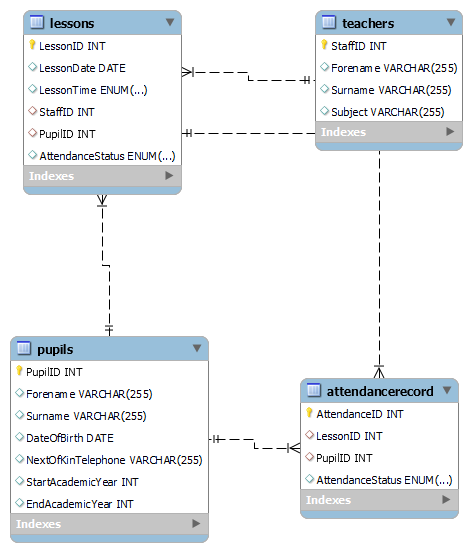 lessons
LessonID INT
LessonDate DATE
LessonTime ENUM(...)
StaffID INT
PupilID INT
AttendanceStatus ENUM(...)
Indexes
teachers
StaffID INT
Forename VARCHAR(255)
Surname VARCHAR(255)
Subject VARCHAR(255)
Indexes
pupils
PupilID INT
Forename VARCHAR(255)
Surname VARCHAR(255)
DateOfBirth DATE
NextOfKinTelephone VARCHAR(255)
StartAcademicYear INT
EndAcademicYear INT
Indexes
attendancerecord
AttendanceID INT
LessonID INT
PupilID INT
AttendanceStatus ENUM(...)
Indexes